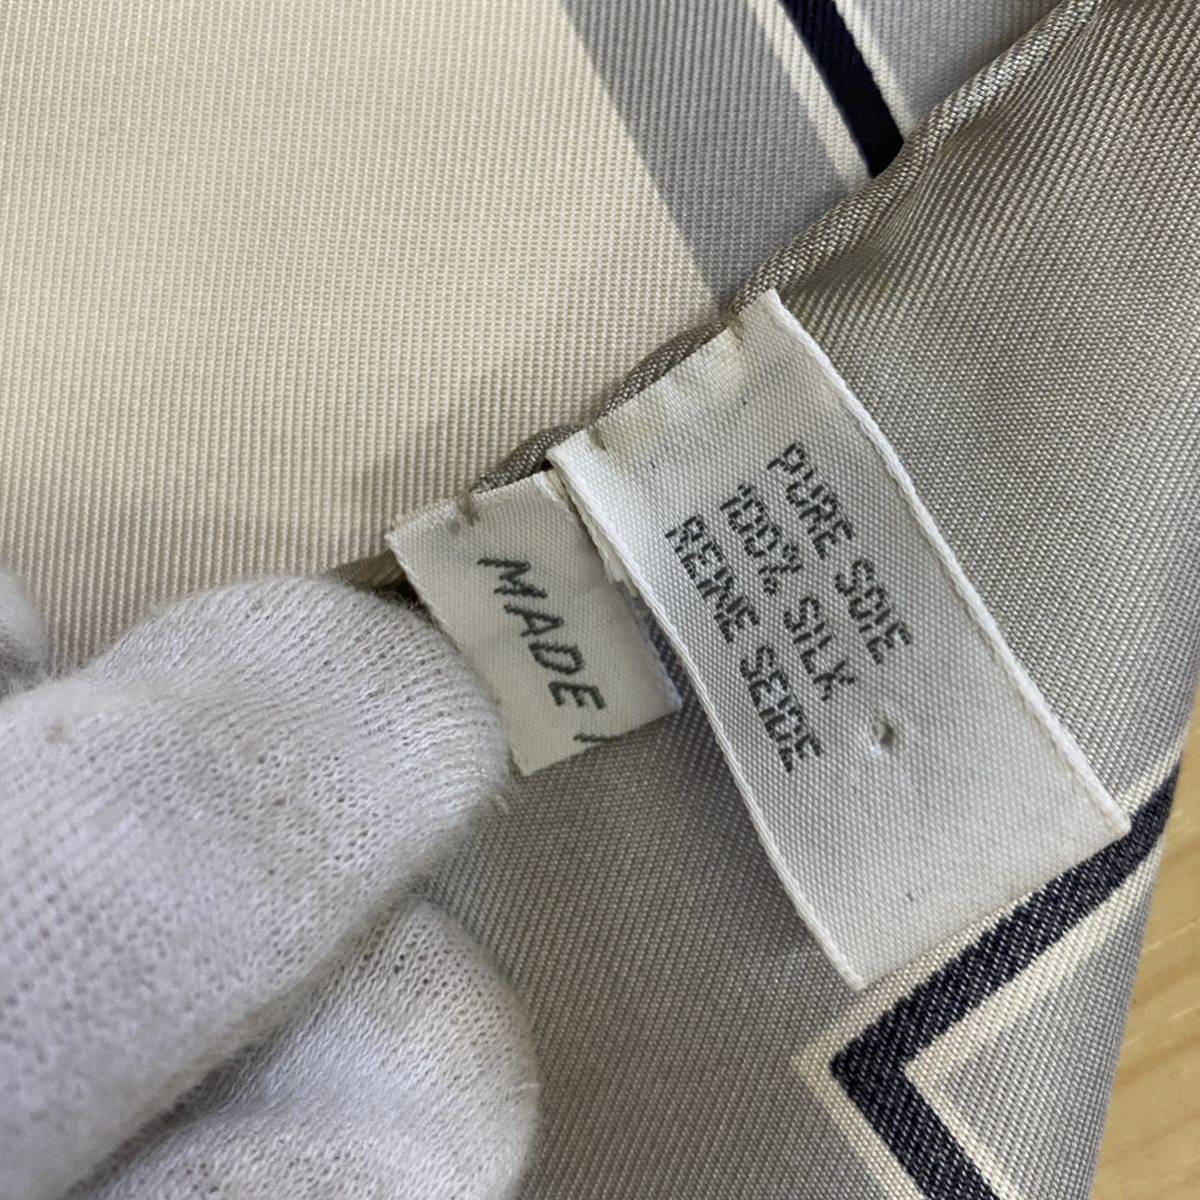 PURE SOIE
100% SILK
REINE SEIDE
MADE